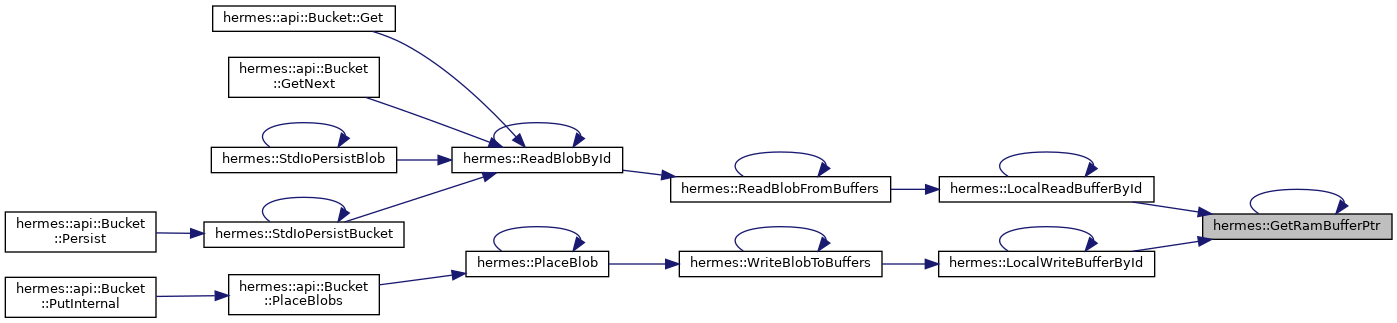 hermes::api::Bucket::Get
hermes::api::Bucket
::GetNext
hermes::StdIoPersistBlob
hermes::ReadBlobById
hermes::ReadBlobFromBuffers
hermes::LocalReadBufferById
hermes::GetRamBufferPtr
hermes::api::Bucket
::Persist
hermes::StdIoPersistBucket
hermes::PlaceBlob
hermes::WriteBlobToBuffers
hermes::LocalWriteBufferById
hermes::api::Bucket
::PutInternal
hermes::api::Bucket
::PlaceBlobs